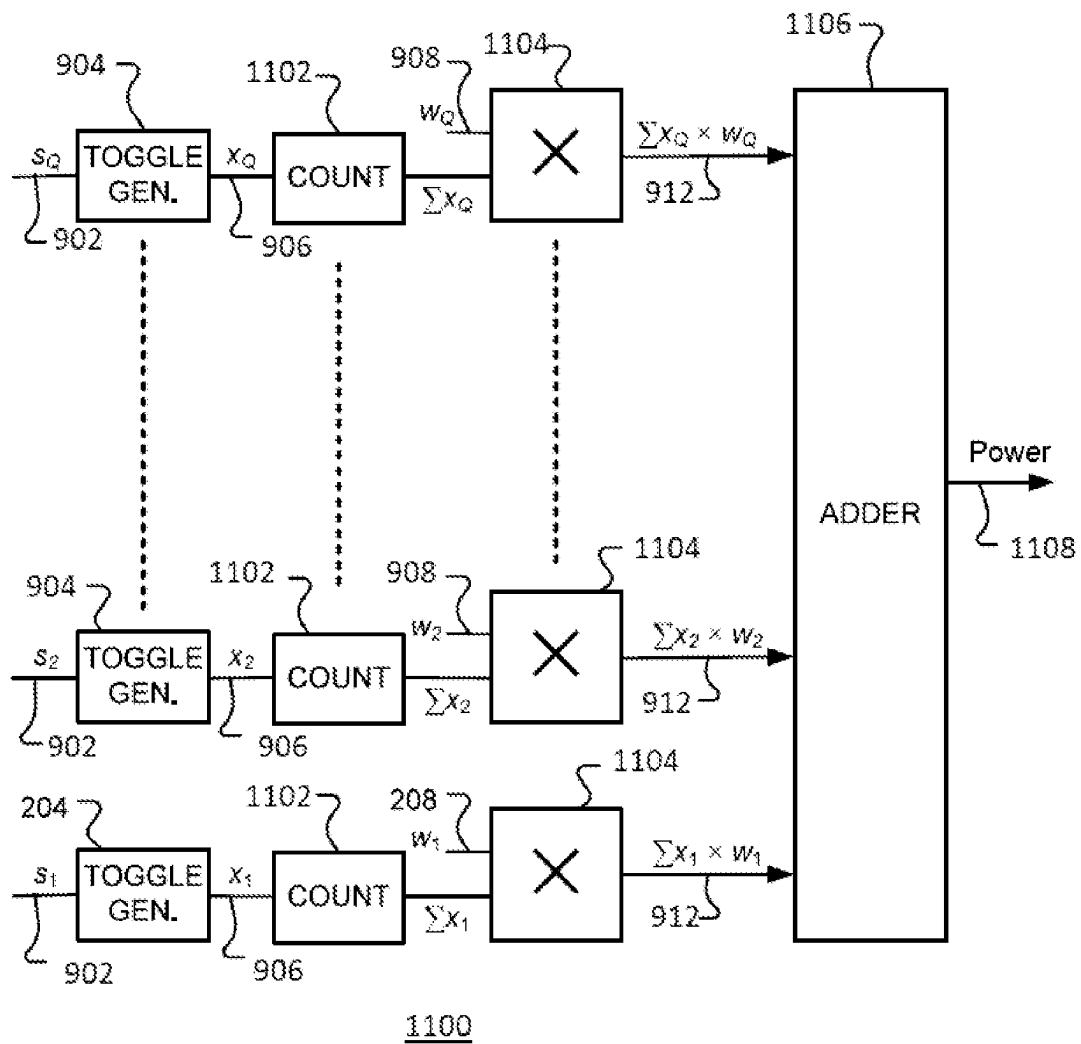 1106
904
1102
908
1104
w_Q
s_Q
TOGGLE
GEN.
x_Q
COUNT
∑x_Q
×
∑x_Q × w_Q
912
902
906
Power
ADDER
1108
904
1102
908
1104
w_2
s_2
TOGGLE
GEN.
x_2
COUNT
∑x_2
×
∑x_2 × w_2
912
902
906
204
1102
208
1104
w_1
s_1
TOGGLE
GEN.
x_1
COUNT
∑x_1
×
∑x_1 × w_1
912
902
906
1100